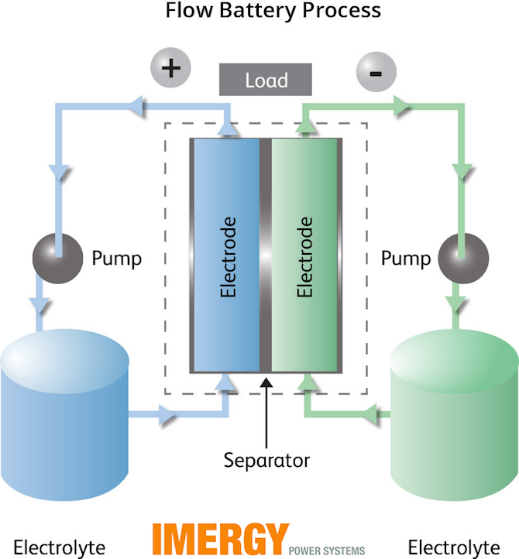 Flow Battery Process
+
Load
-
Electrode
Electrode
Pump
Pump
Separator
Electrolyte
IMERGY
POWER SYSTEMS
Electrolyte